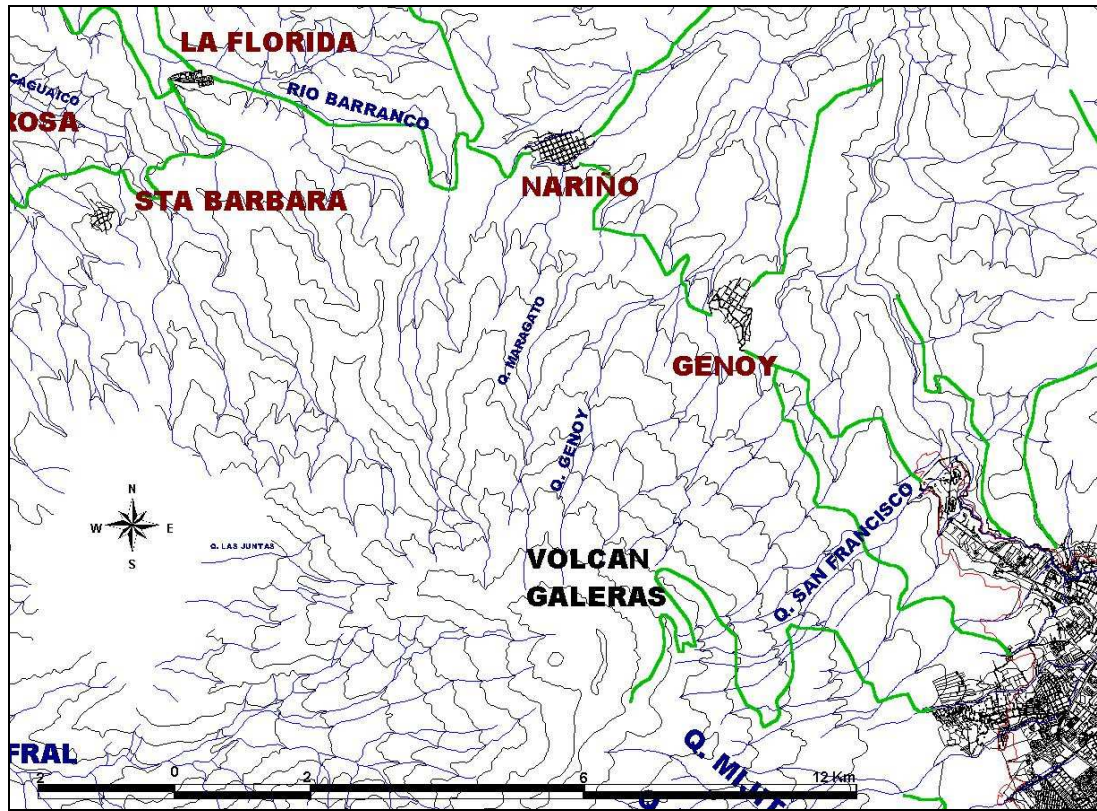 LA FLORIDA
CAGUAICO
RIO BARRANCO
ROSA
NARIÑO
STA BARBARA
Q. MARAGATO
GENOY
Q. GENOY
Q. SAN FRANCISCO
N
W E
S
Q. LAS JUNTAS
VOLCAN
GALERAS
FRAL
2 0 2 6 12 Km